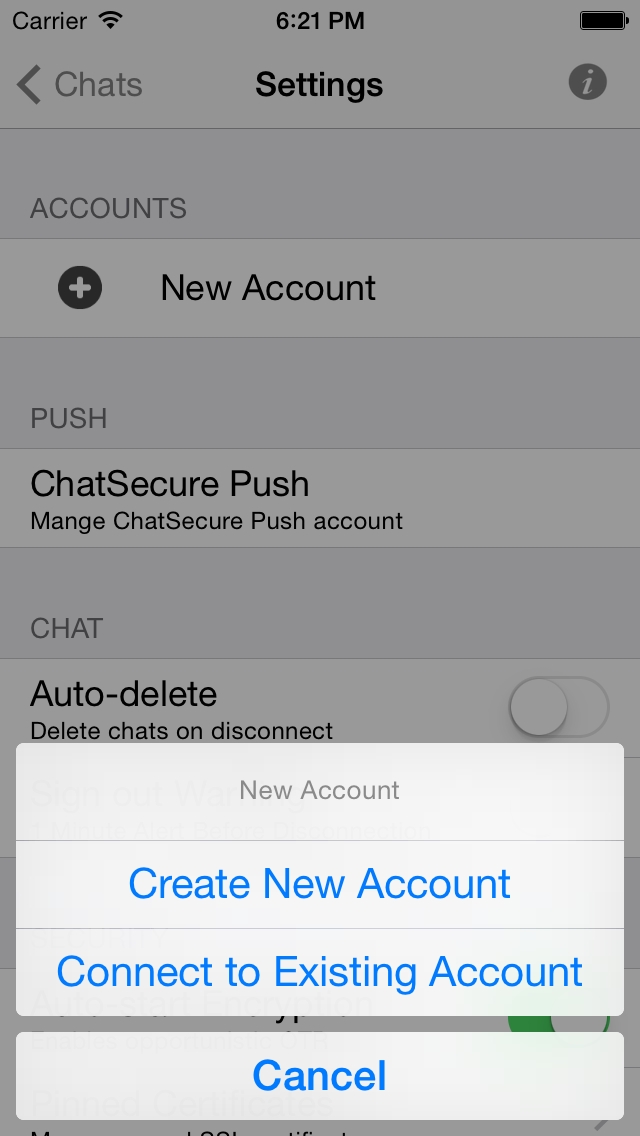 Carrier 6:21 PM
Chats Settings
ACCOUNTS
New Account
PUSH
ChatSecure Push
Mange ChatSecure Push account
CHAT
Auto-delete
Delete chats on disconnect
Sign out Warning
1 Minute Alert Before Disconnection
New Account
Create New Account
SECURITY
Connect to Existing Account
Auto-start Encryption
Enabled opportunistic OTR
Cancel
Pinned Certificates